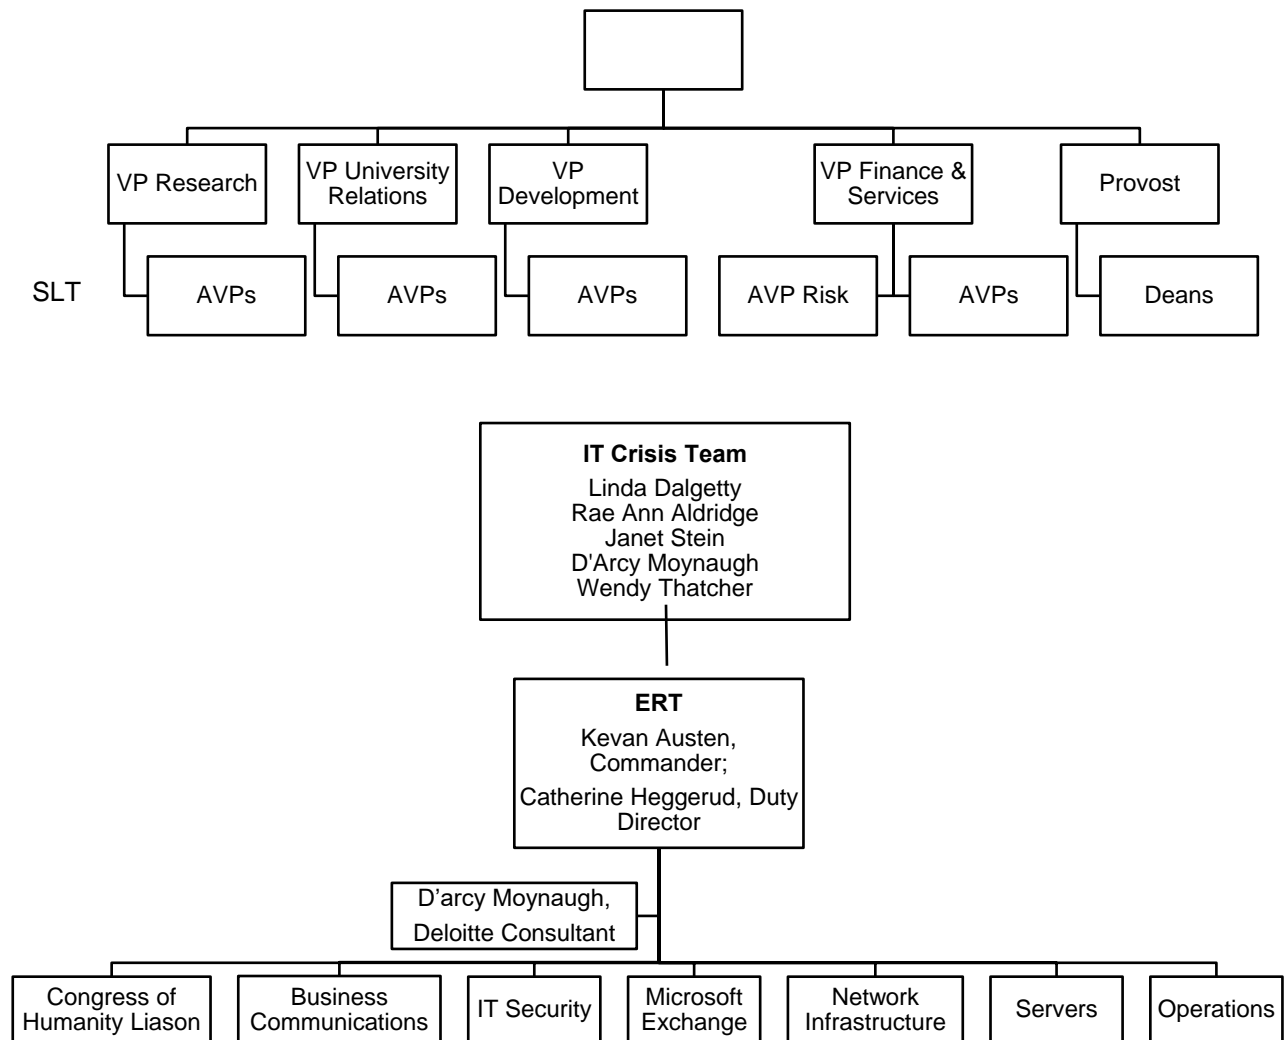 VP Research
VP University
Relations
VP
Development
VP Finance &
Services
Provost
SLT
AVPs
AVPs
AVPs
AVP Risk
AVPs
Deans
IT Crisis Team
Linda Dalgetty
Rae Ann Aldridge
Janet Stein
D'Arcy Moynaugh
Wendy Thatcher
ERT
Kevan Austen,
Commander;
Catherine Heggerud, Duty
Director
D’arcy Moynaugh,
Deloitte Consultant
Congress of
Humanity Liason
Business
Communications
IT Security
Microsoft
Exchange
Network
Infrastructure
Servers
Operations